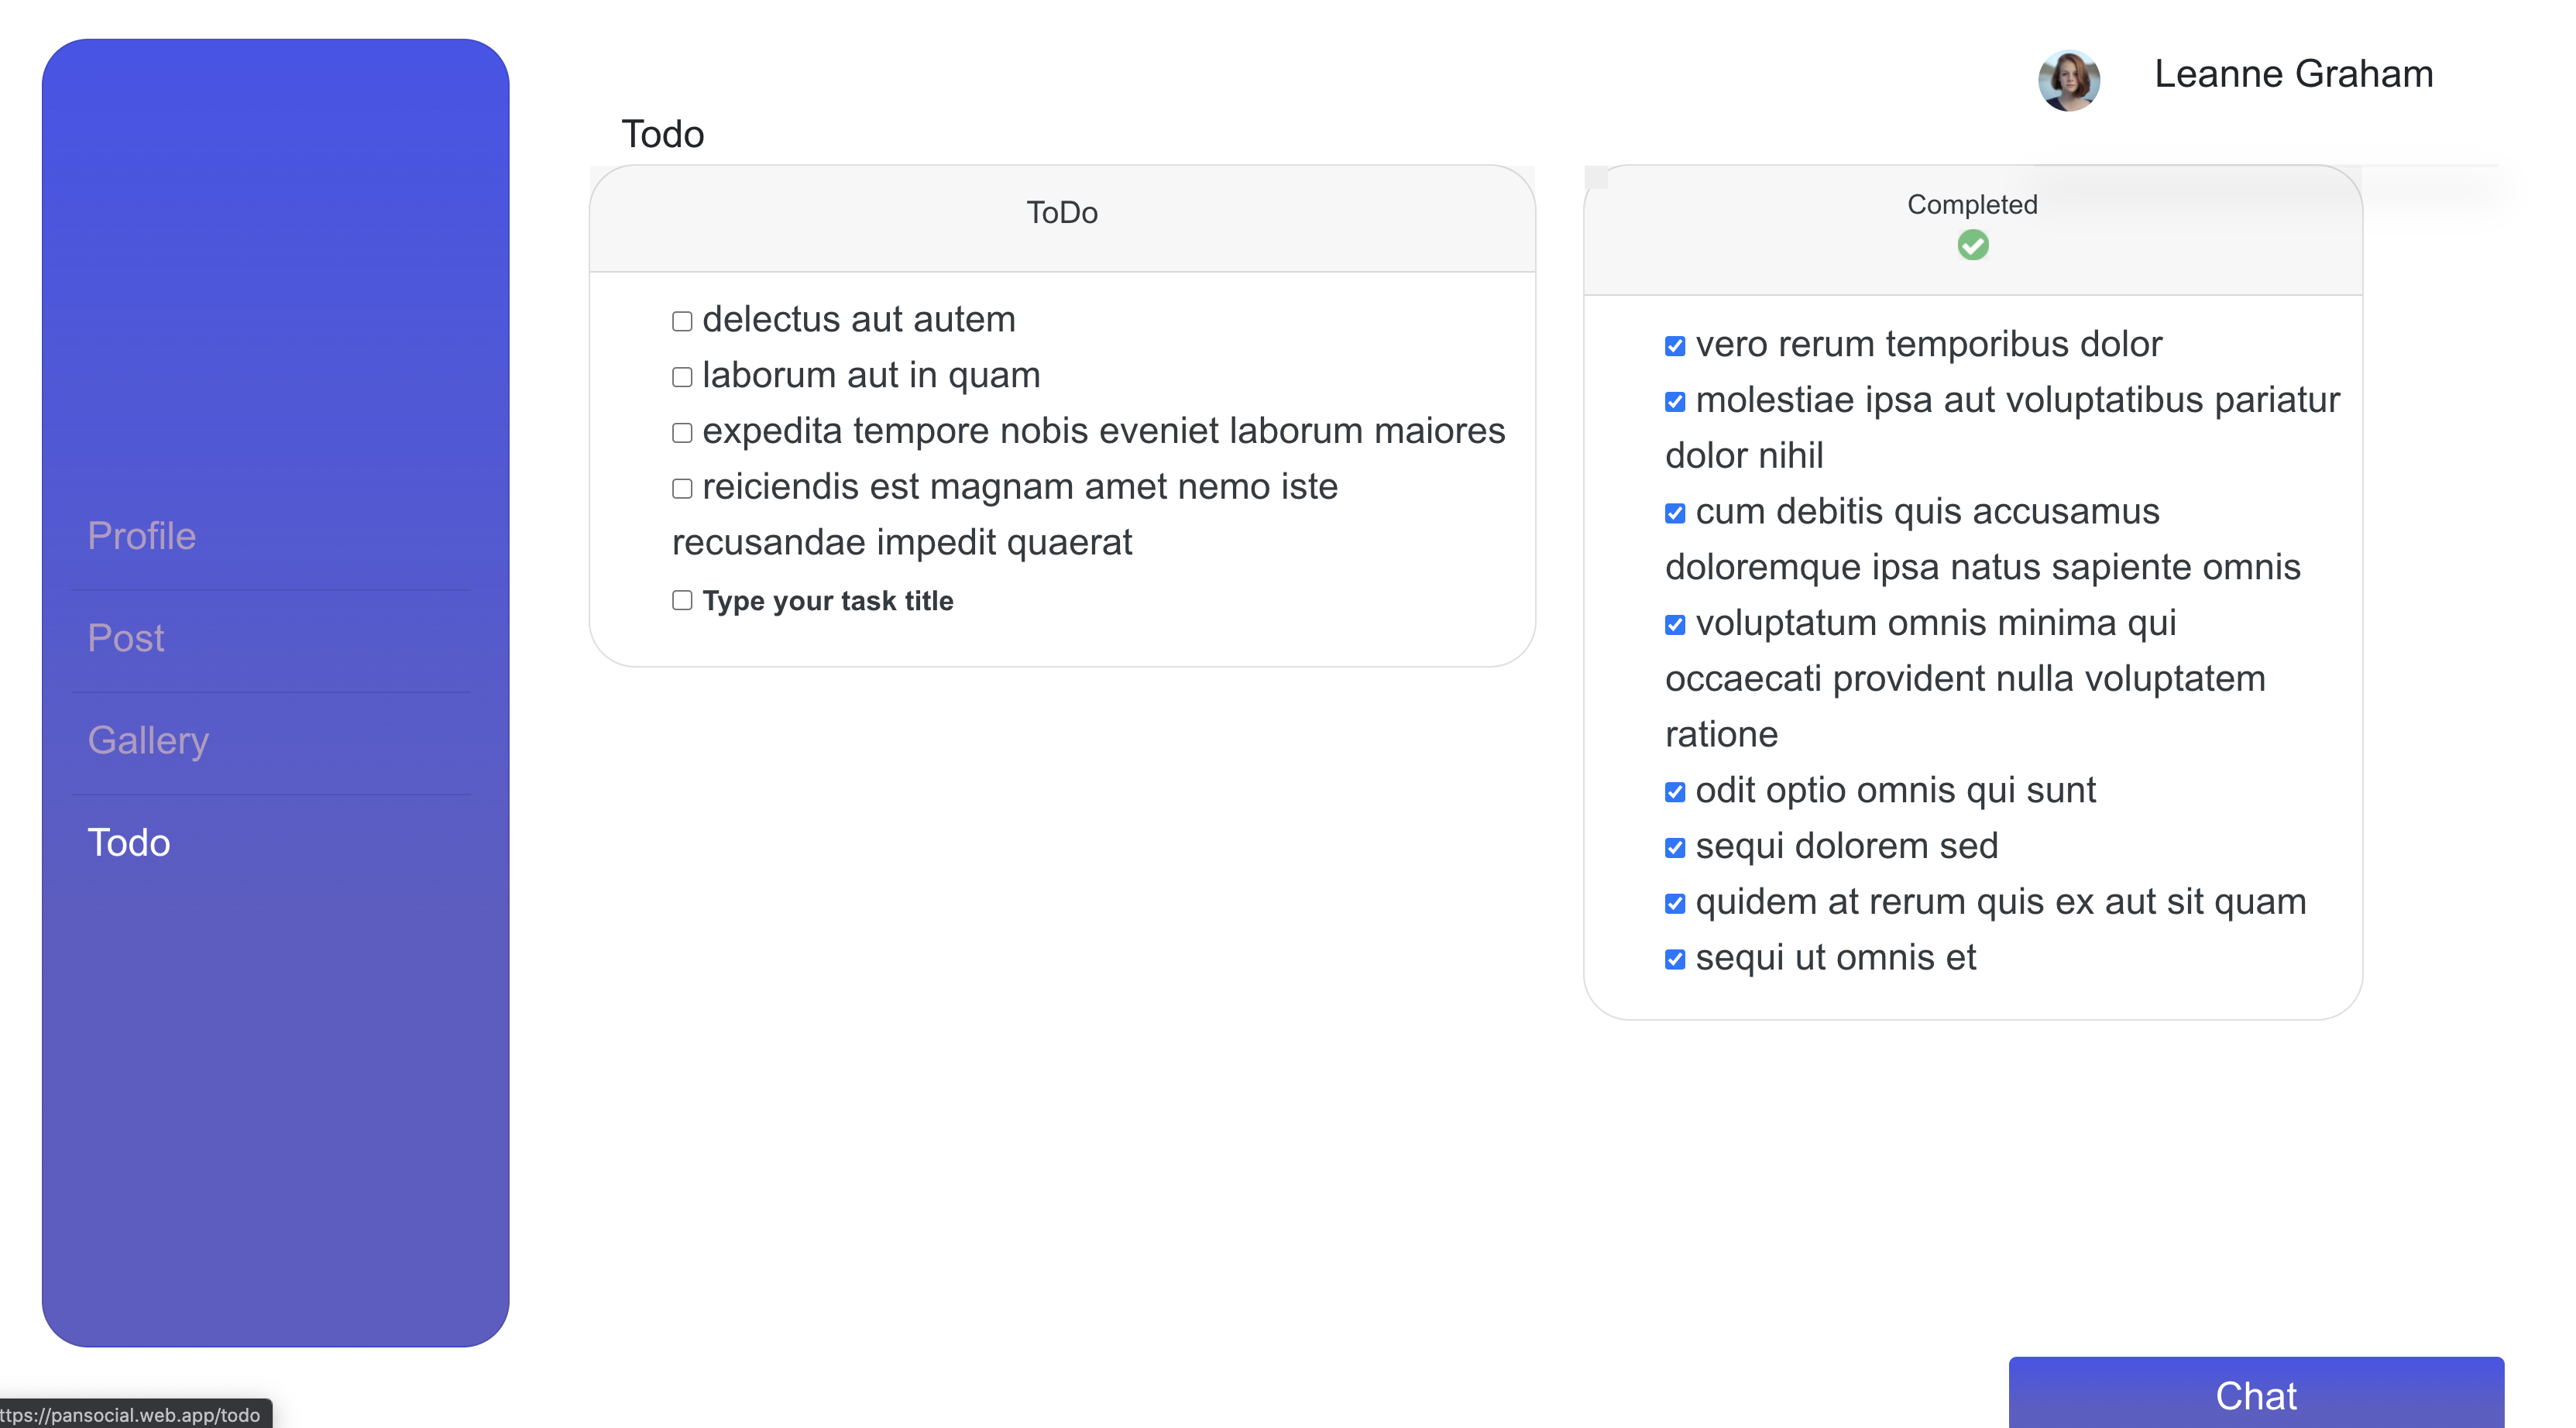 Leanne Graham
Todo
ToDo
delectus aut autem
laborum aut in quam
expedita tempore nobis eveniet laborum maiores
reiciendis est magnam amet nemo iste
recusandae impedit quaerat
Type your task title
Completed
vero rerum temporibus dolor
molestiae ipsa aut voluptatibus pariatur
dolor nihil
cum debitis quis accusamus
doloremque ipsa natus sapiente omnis
voluptatum omnis minima qui
occaecati provident nulla voluptatem
ratione
odit optio omnis qui sunt
sequi dolorem sed
quidem at rerum quis ex aut sit quam
sequi ut omnis et
Profile
Post
Gallery
Todo
Chat
ttps://pansocial.web.app/todo